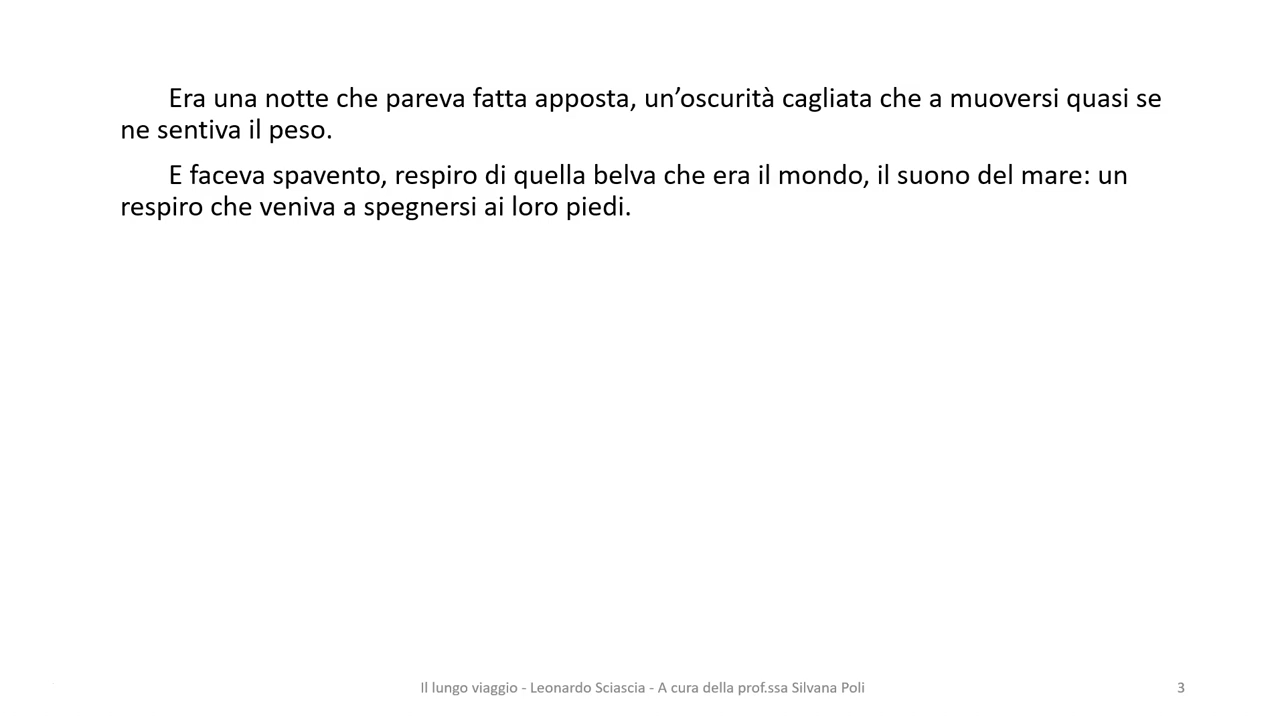 Era una notte che pareva fatta apposta, un’oscurità cagliata che a muoversi quasi se
ne sentiva il peso.
E faceva spavento, respiro di quella belva che era il mondo, il suono del mare: un
respiro che veniva a spegnersi ai loro piedi.
Il lungo viaggio - Leonardo Sciascia - A cura della prof.ssa Silvana Poli
3